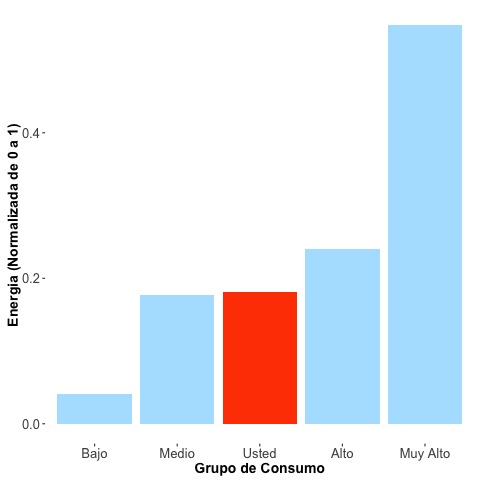 Energia (Normalizada de 0 a 1)
0.4
0.2
0.0
Bajo Medio Usted Alto Muy Alto
Grupo de Consumo